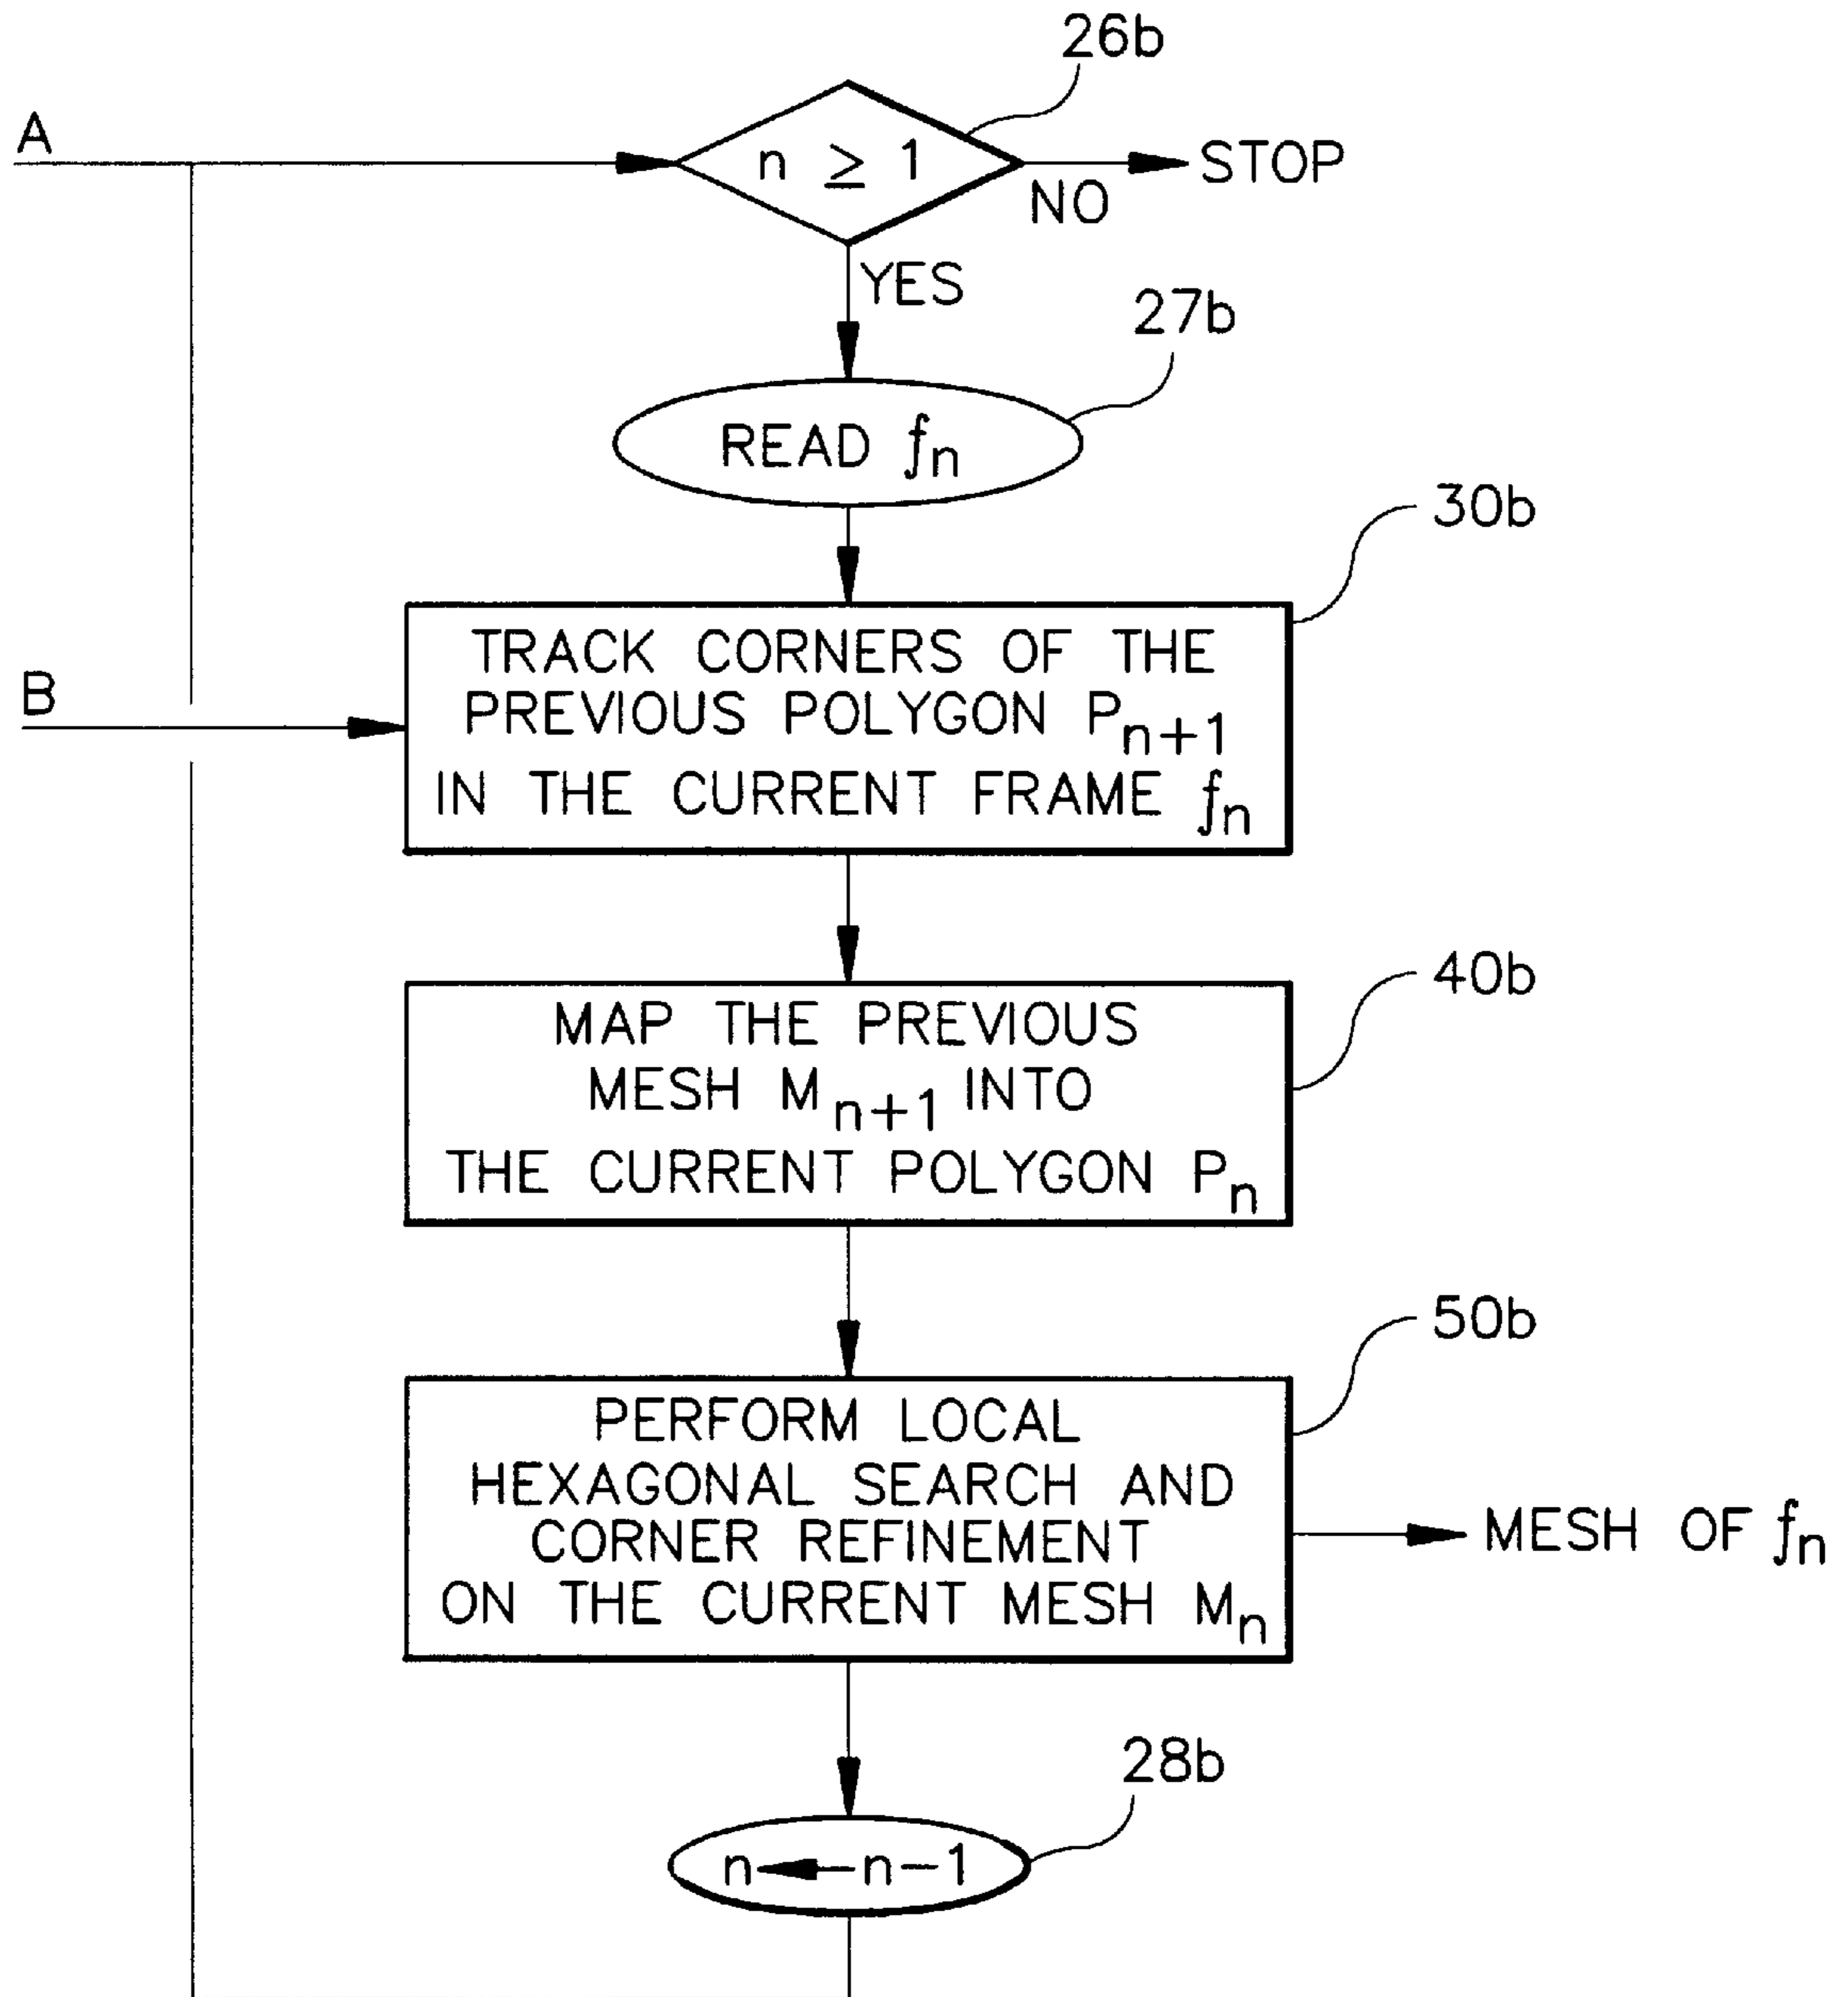 26b
A
n ≥ 1
STOP
NO
YES
27b
READ fn
30b
TRACK CORNERS OF THE
PREVIOUS POLYGON Pn+1
IN THE CURRENT FRAME fn
B
40b
MAP THE PREVIOUS
MESH Mn+1 INTO
THE CURRENT POLYGON Pn
50b
PERFORM LOCAL
HEXAGONAL SEARCH AND
CORNER REFINEMENT
ON THE CURRENT MESH Mn
MESH OF fn
28b
n←n-1